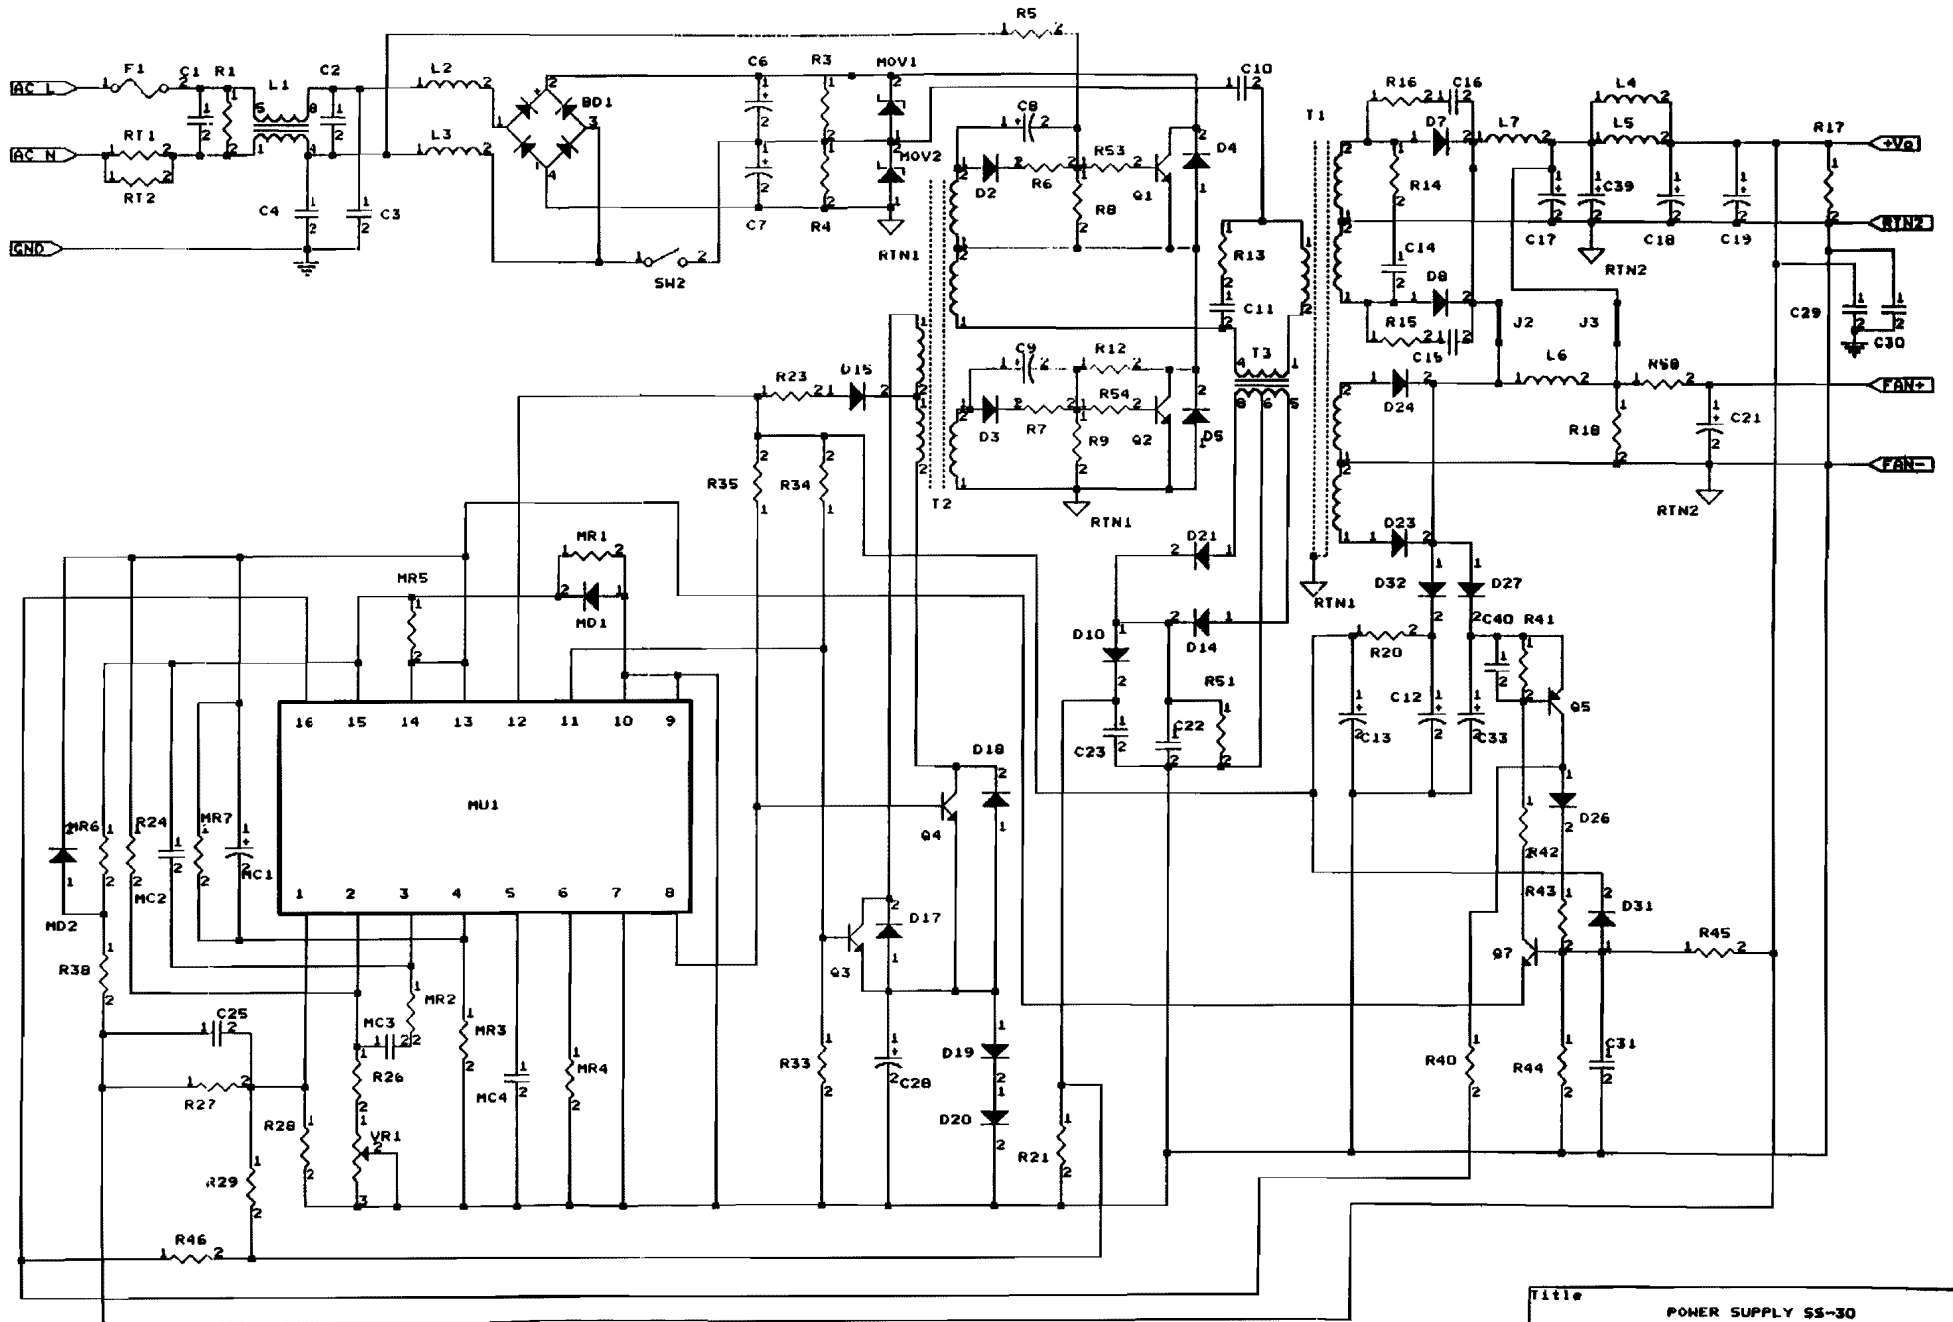 R5
F1 C1 R1 L1 C2 L2 C6 R3 MOV1 C10 R16 C16 L4
AC L
BD1
C8 T1 D7 L7 L5 R17
+Vo
AC N
RT1 L3 MOV2 R53 D4
RT2
D2 R6 Q1 R14 C39
C4 C3 C7 R4 R8
RTN1 R13 C17 C18 C19 RTN2
GND
SW2 C14 D8 RTN2
C11 R15 J2 J3 C29
C30
C9 R12 T3 C15 L6
D15 R23 R54 D24 R58 FAN+
D3 R7 R9 Q2 D5 R18 C21
R35 R34 T2 RTN1 RTN2 FAN-
MR1 D21 D23
MR5 MD1 RTN1 D32 D27
D10 D14 R20 C40 R41
R51
16 15 14 13 12 11 10 9
C12 Q5
C23 C22 C13 C33
D18
MU1
MR6 R24 MR7 Q4 D26
MC2 MC1 R42
1 2 3 4 5 6 7 8
R43
MD2 D17 D31
R38 Q3 Q7 R45
MR2
C25 MC3 MR3
D19 C31
R26 MC4 MR4 R33 C28 R40 R44
R27
R28 VR1 D20
R29 R21
R46
Title
POWER SUPPLY SS-30